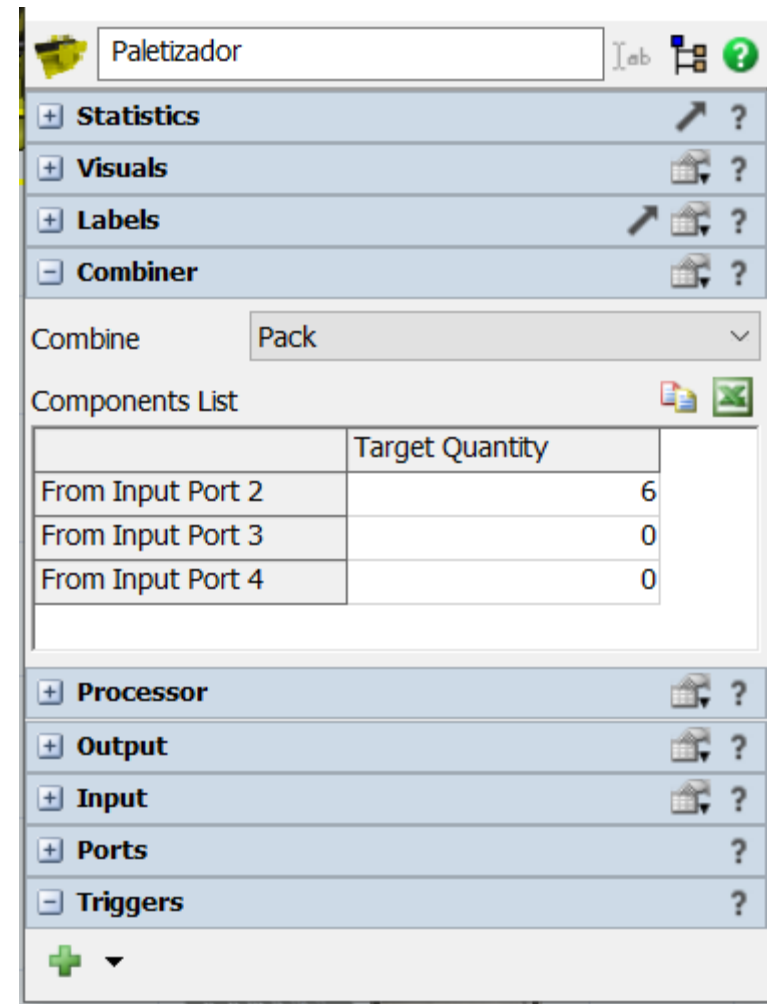 Paletizador ab ?
Statistics ?
Visuals ?
Labels ?
Combiner ?
Combine Pack
Components List
Target Quantity
From Input Port 2 6
From Input Port 3 0
From Input Port 4 0
Processor ?
Output ?
Input ?
Ports ?
Triggers ?